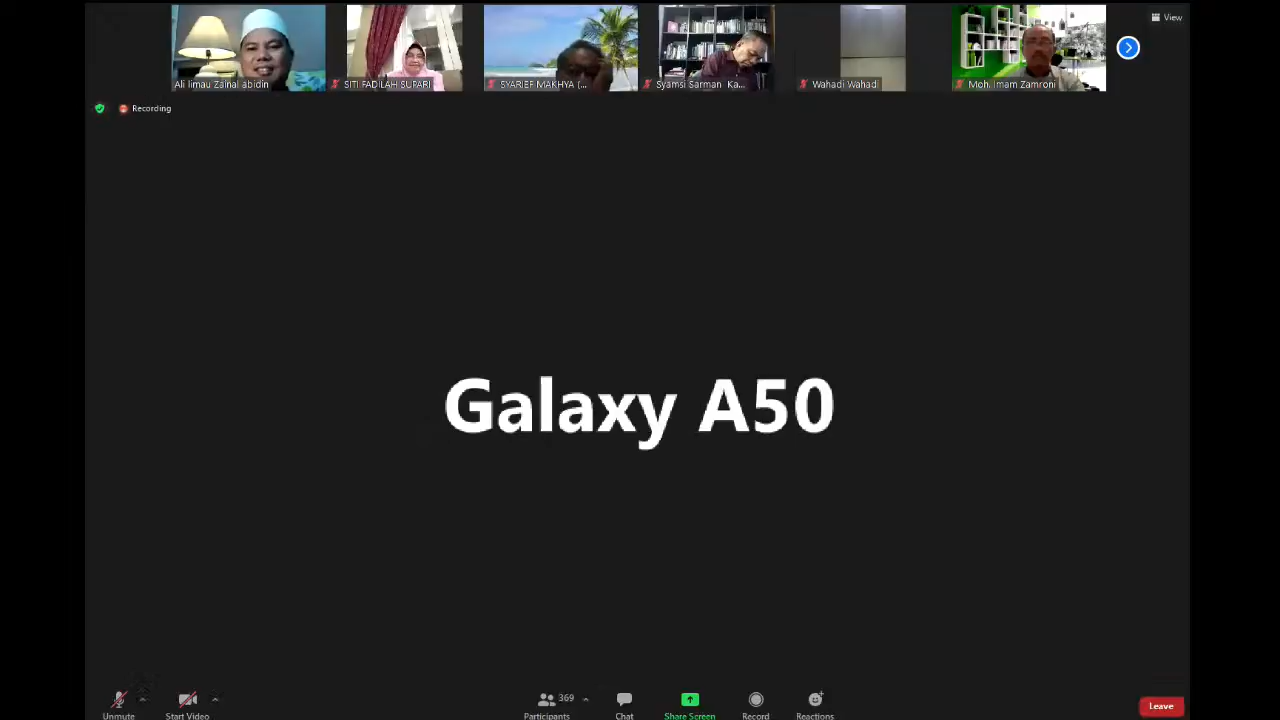 Ali limau Zainal abidin
SITI FADILAH SUPARI
SYARIEF MAKHYA (...
Syamsi Sarman Ka...
Wahadi Wahadi
Moh. Imam Zamroni
View
Recording
Galaxy A50
Unmute
Start Video
Participants
369
Chat
Share Screen
Record
Reactions
Leave